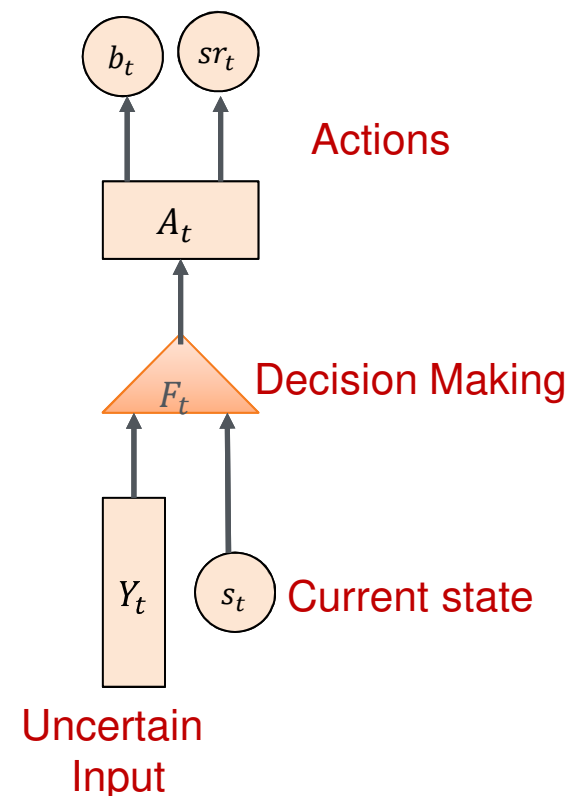 b_t sr_t
Actions
A_t
Decision Making
F_t
Y_t s_t Current state
Uncertain
Input